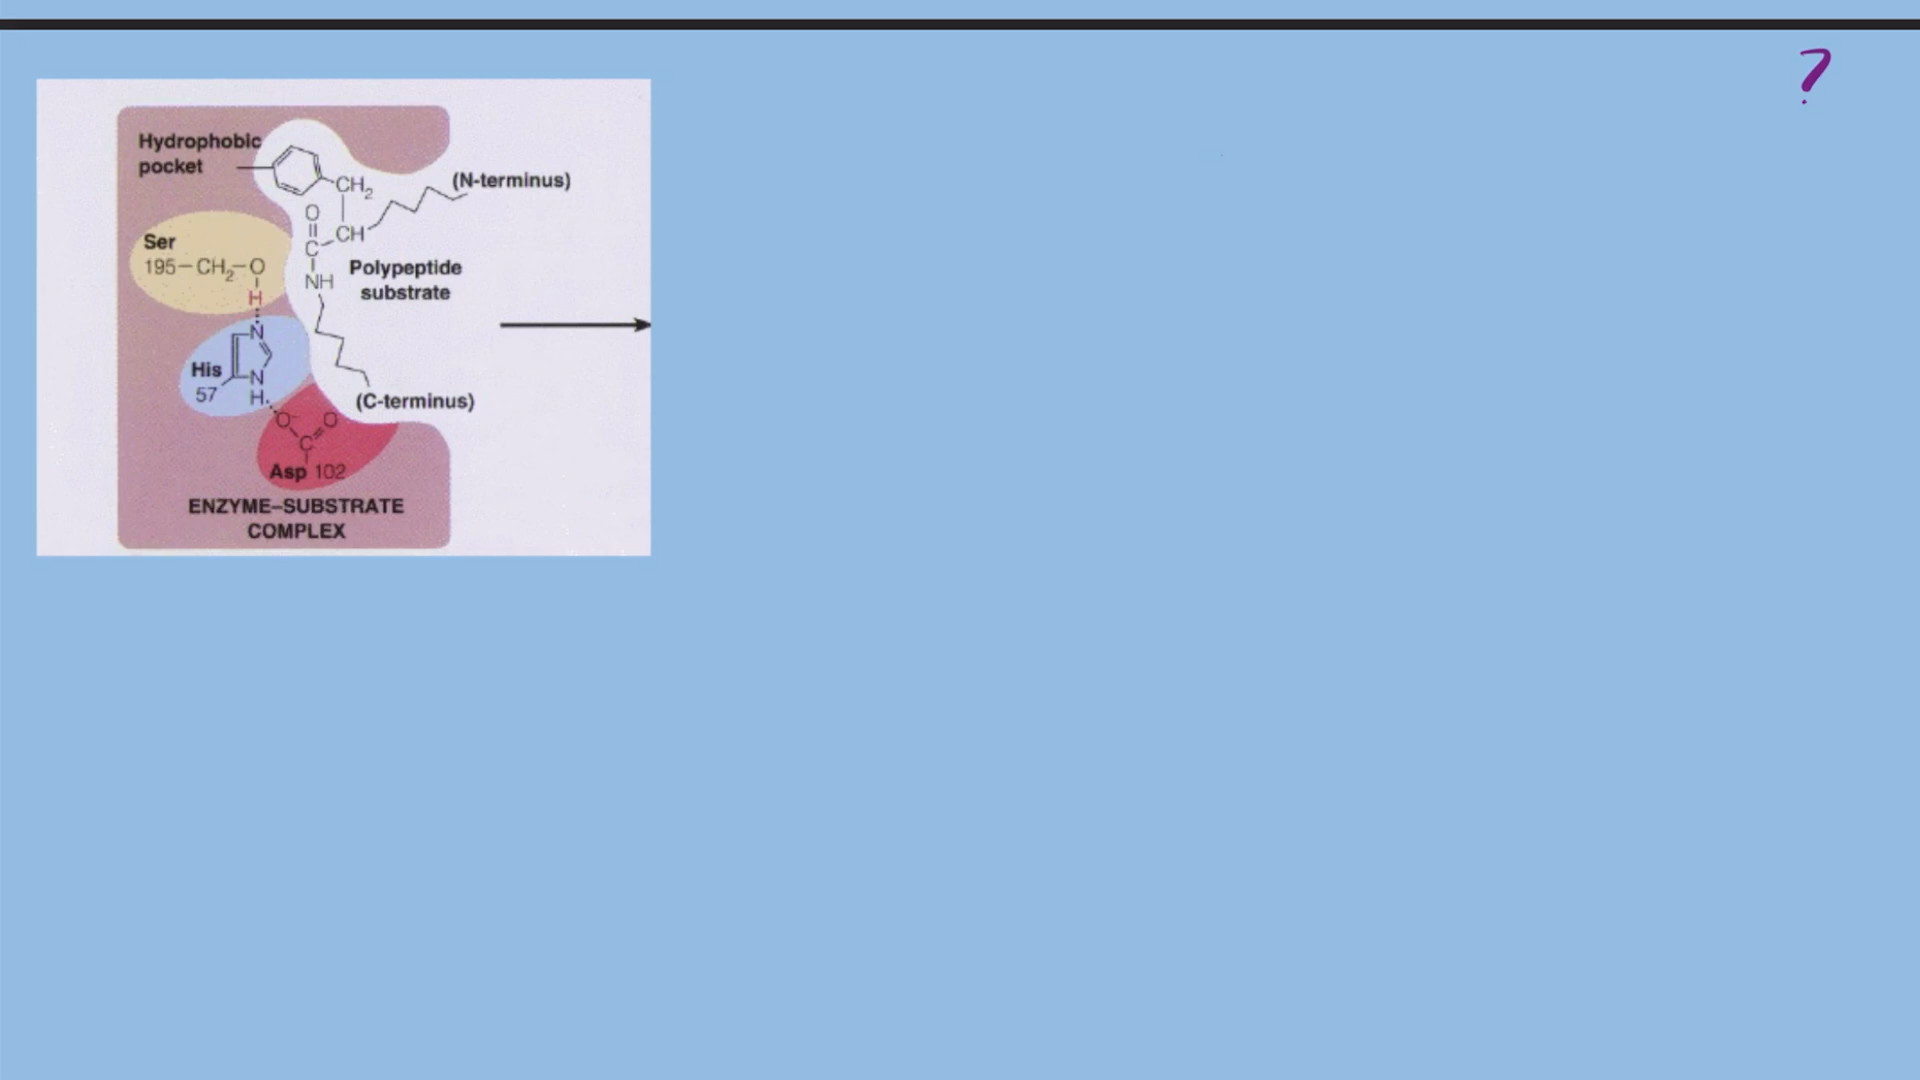 ?
Hydrophobic
pocket
CH2
(N-terminus)
O
C
CH
NH
Polypeptide
substrate
Ser
195–CH2–O
H
N
His
57
N
H
(C-terminus)
O- O
C
Asp 102
ENZYME–SUBSTRATE
COMPLEX